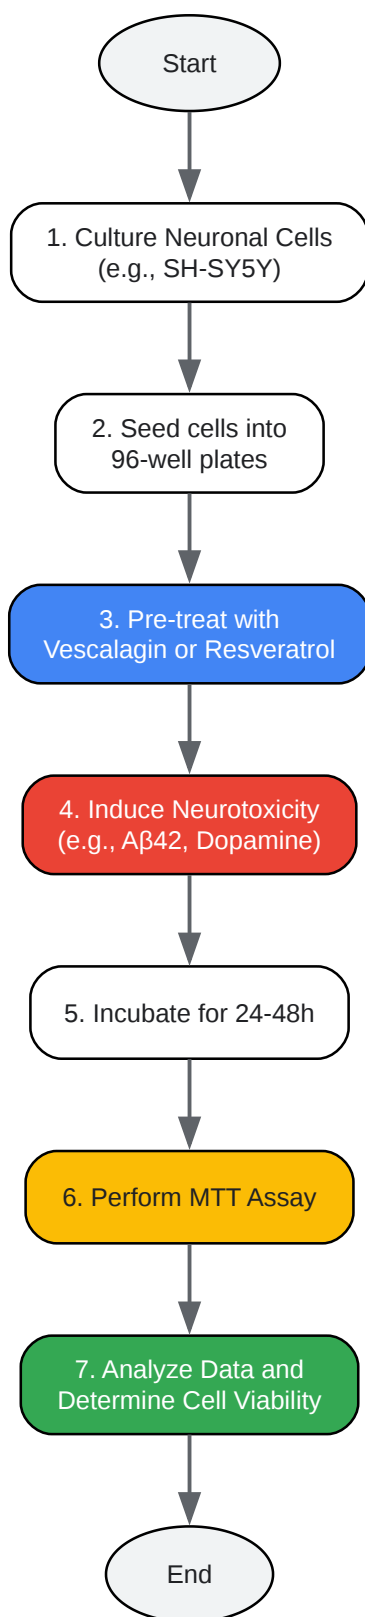 Start
1. Culture Neuronal Cells
(e.g., SH-SY5Y)
2. Seed cells into
96-well plates
3. Pre-treat with
Vescalagin or Resveratrol
4. Induce Neurotoxicity
(e.g., Aβ42, Dopamine)
5. Incubate for 24-48h
6. Perform MTT Assay
7. Analyze Data and
Determine Cell Viability
End